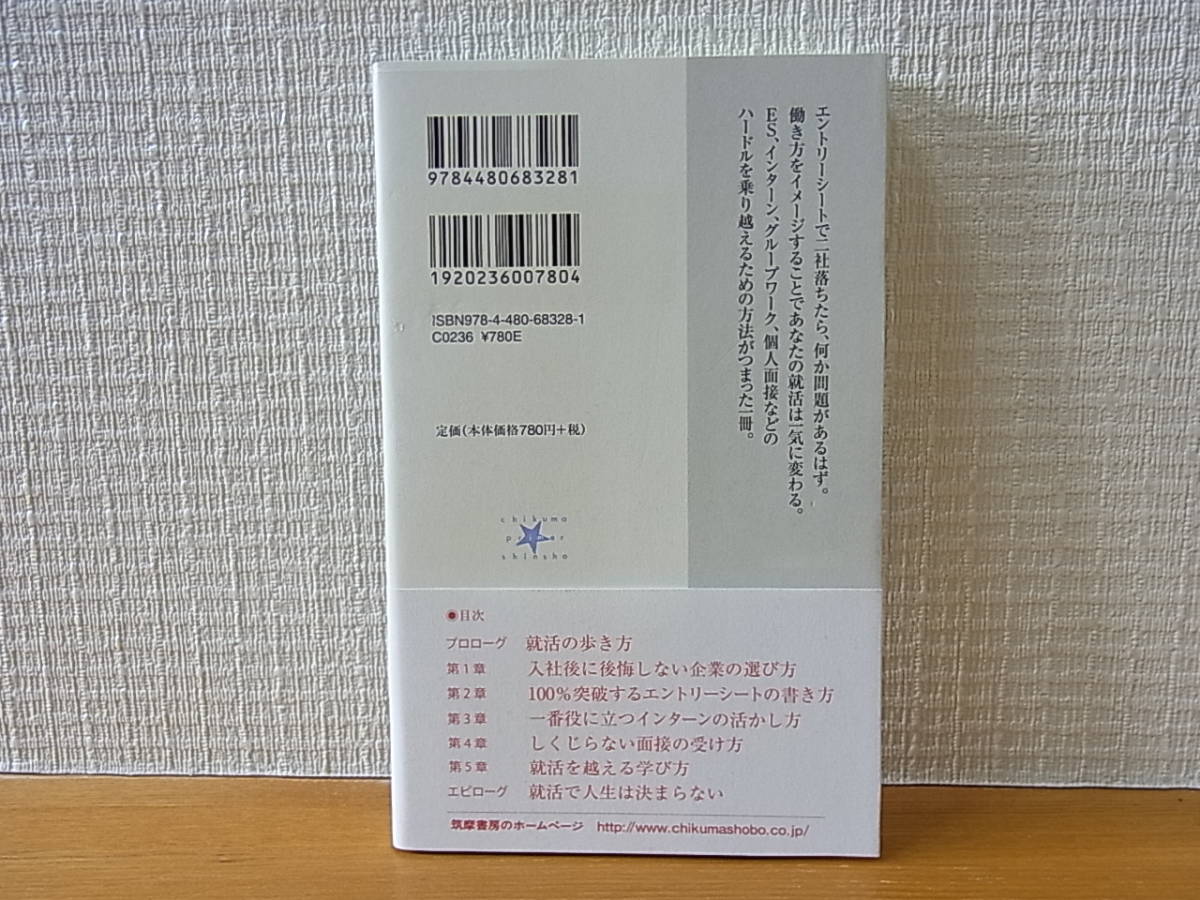 エントリーシートで二社落ちたら、何か問題があるはず。
働き方をイメージすることであなたの就活は一気に変わる。
ES、インターン、グループワーク、個人面接などの
ハードルを乗り越えるための方法がつまった一冊。
9784480683281
1920236007804
ISBN978-4-480-68328-1
C0236 ¥780E
定価(本体価格780円+税)
chikuma
primer
shinsho
●目次
プロローグ 就活の歩き方
第1章 入社後に後悔しない企業の選び方
第2章 100%突破するエントリーシートの書き方
第3章 一番役に立つインターンの活かし方
第4章 しくじらない面接の受け方
第5章 就活を越える学び方
エピローグ 就活で人生は決まらない
筑摩書房のホームページ http://www.chikumashobo.co.jp/